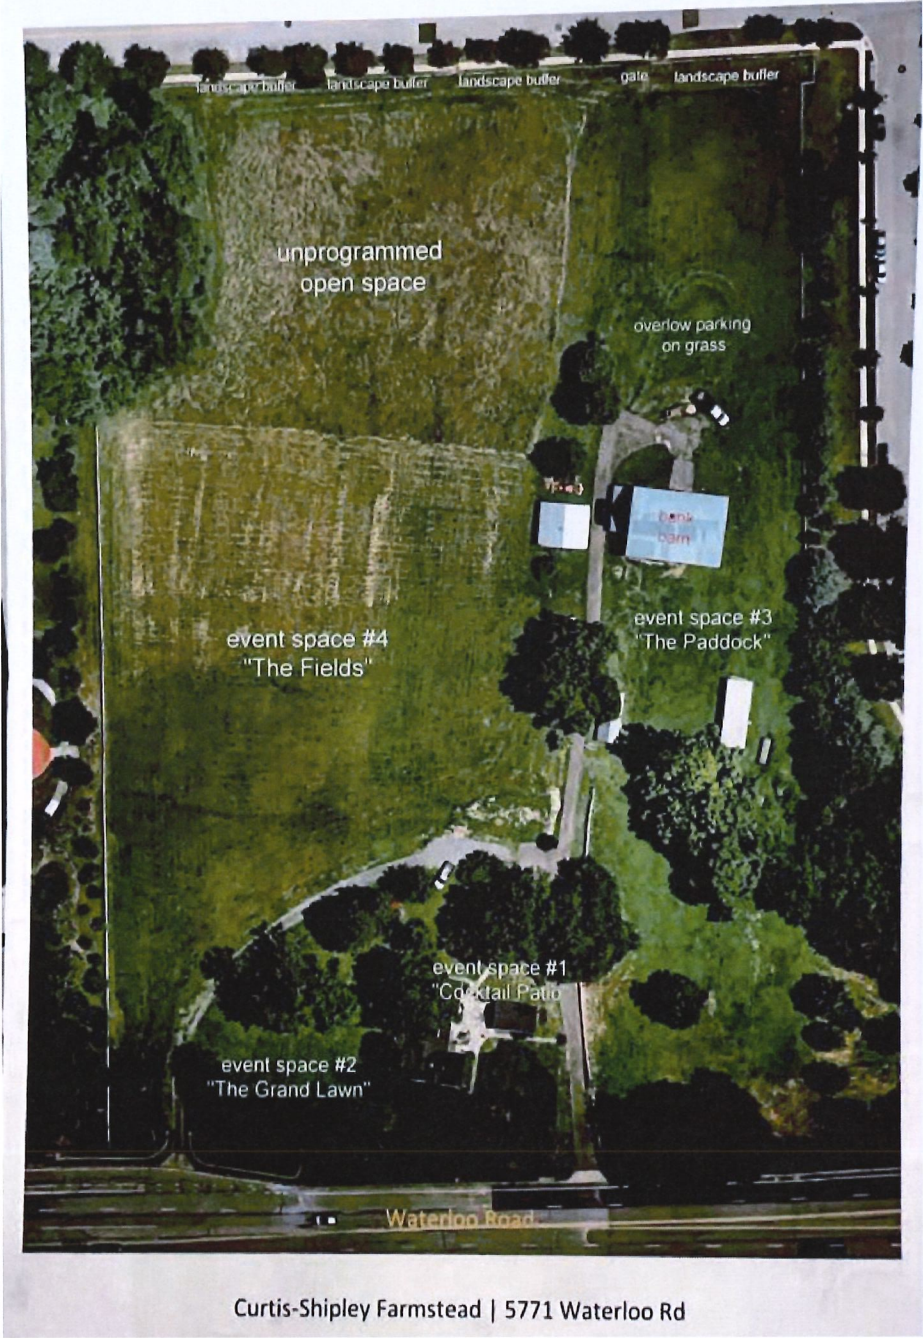 landscape buffer landscape buffer landscape buffer gate landscape buffer
unprogrammed
open space
overlow parking
on grass
bank
barn
event space #3
"The Paddock"
event space #4
"The Fields"
event space #1
"Cocktail Patio
event space #2
"The Grand Lawn"
Waterloo Road
Curtis-Shipley Farmstead | 5771 Waterloo Rd